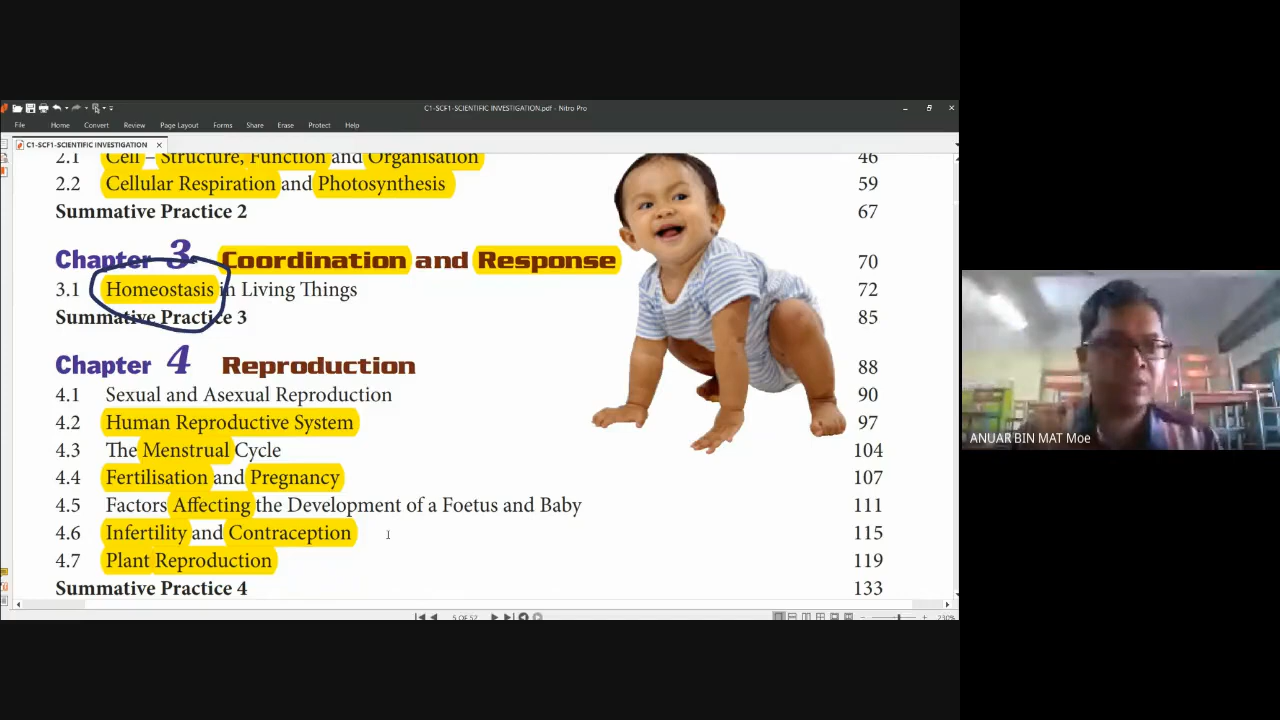 C1-SCF1-SCIENTIFIC INVESTIGATION.pdf - Nitro Pro
File Home Convert Review Page Layout Forms Share Erase Protect Help
C1-SCF1-SCIENTIFIC INVESTIGATION
2.1 Cell – Structure, Function and Organisation 46
2.2 Cellular Respiration and Photosynthesis 59
Summative Practice 2 67
Chapter 3 Coordination and Response 70
3.1 Homeostasis in Living Things 72
Summative Practice 3 85
Chapter 4 Reproduction 88
4.1 Sexual and Asexual Reproduction 90
4.2 Human Reproductive System 97
4.3 The Menstrual Cycle 104
4.4 Fertilisation and Pregnancy 107
4.5 Factors Affecting the Development of a Foetus and Baby 111
4.6 Infertility and Contraception 115
4.7 Plant Reproduction 119
Summative Practice 4 133
5 OF 52
230%
ANUAR BIN MAT Moe